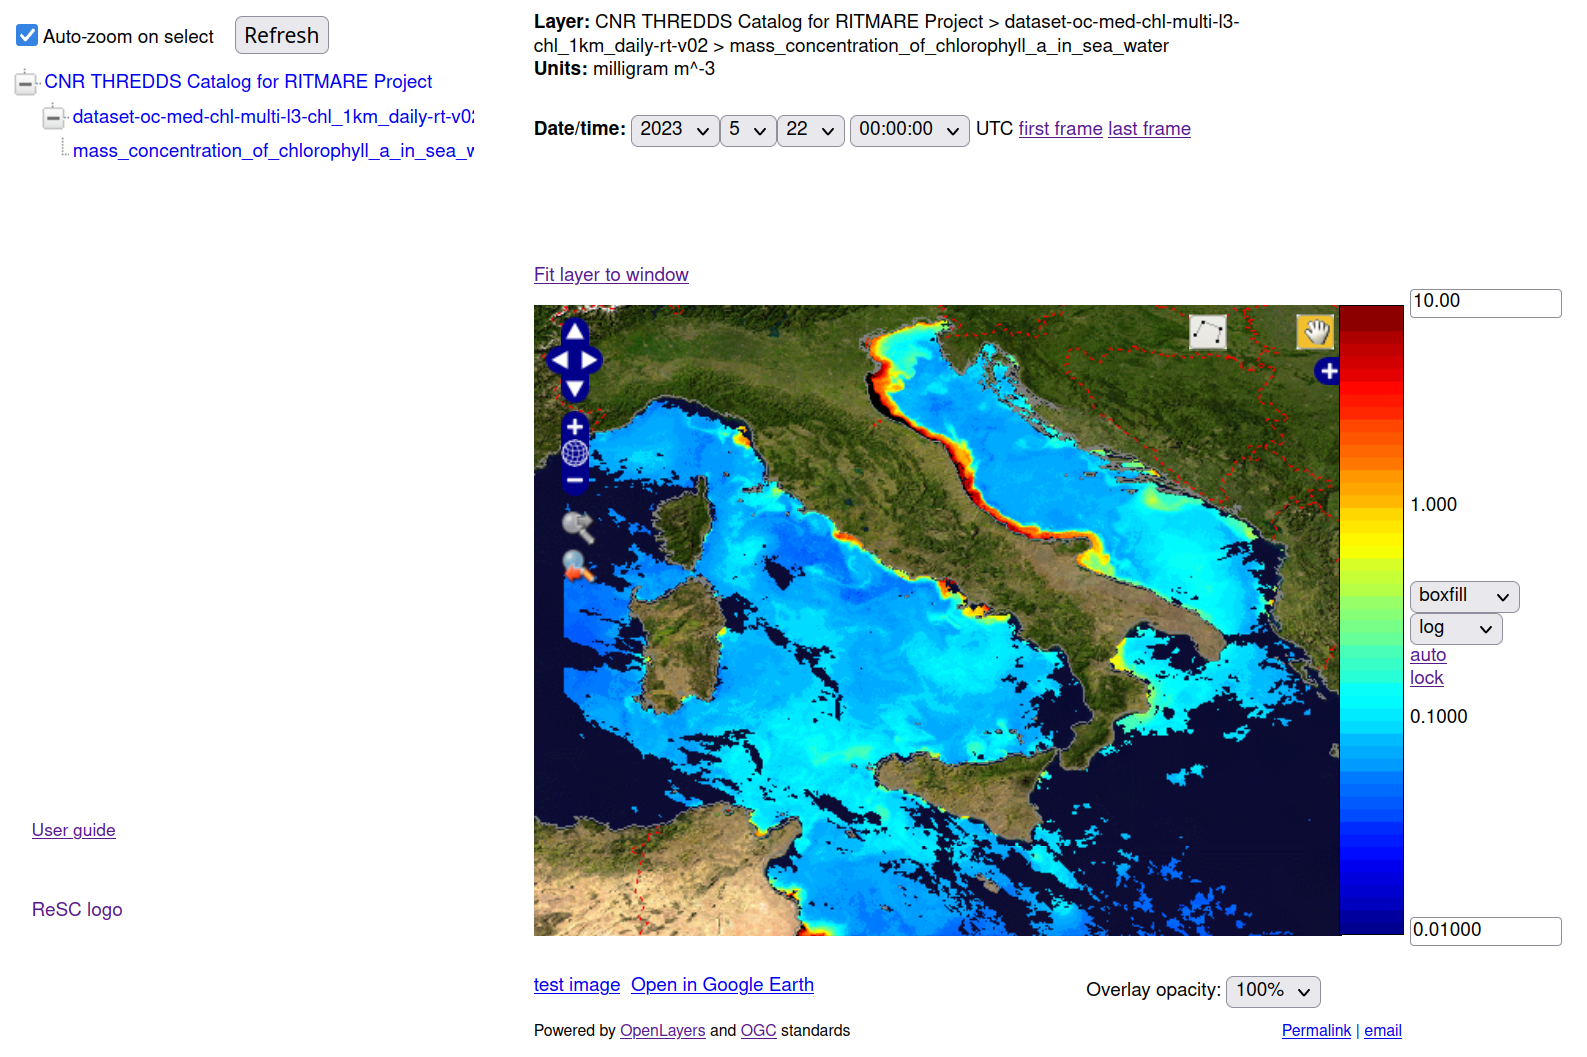 Auto-zoom on select Refresh
CNR THREDDS Catalog for RITMARE Project
dataset-oc-med-chl-multi-l3-chl_1km_daily-rt-v02
mass_concentration_of_chlorophyll_a_in_sea_w
User guide
ReSC logo
Layer: CNR THREDDS Catalog for RITMARE Project > dataset-oc-med-chl-multi-l3-
chl_1km_daily-rt-v02 > mass_concentration_of_chlorophyll_a_in_sea_water
Units: milligram m^-3
Date/time: 2023 5 22 00:00:00 UTC first frame last frame
Fit layer to window
10.00
1.000
boxfill
log
auto
lock
0.1000
0.01000
test image Open in Google Earth
Overlay opacity: 100%
Powered by OpenLayers and OGC standards
Permalink | email